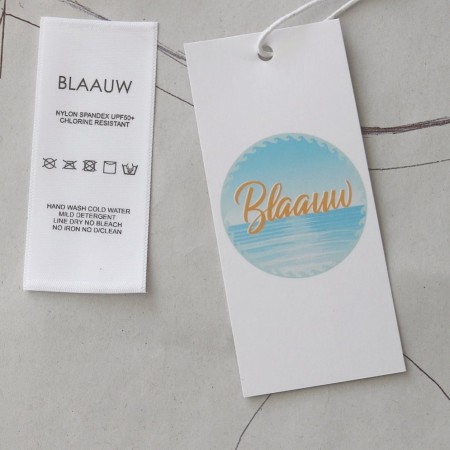 BLAAUW
NYLON SPANDEX UPF50+
CHLORINE RESISTANT
HAND WASH COLD WATER
MILD DETERGENT
LINE DRY NO BLEACH
NO IRON NO D/CLEAN
Blaauw